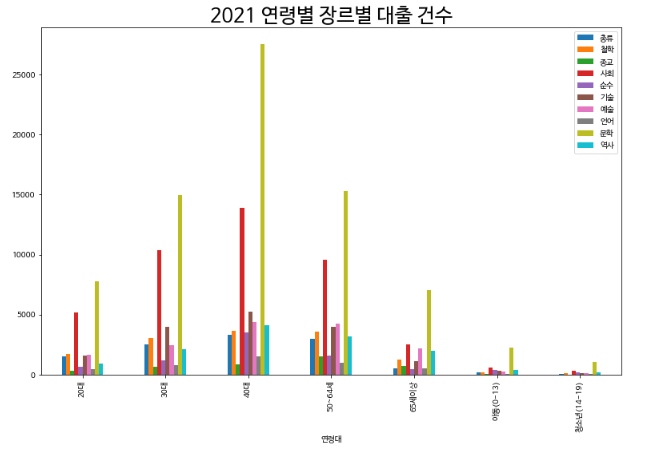 2021 연령별 장르별 대출 건수
25000
20000
15000
10000
5000
0
종류
철학
종교
사회
순수
기술
예술
언어
문학
역사
20대
30대
40대
50~64세
65세이상
아동(0~13)
청소년(14~19)
연령대